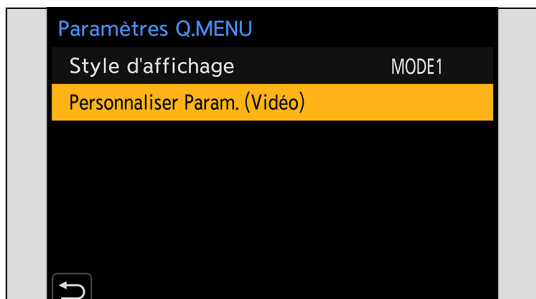 Paramètres Q.MENU
Style d'affichage MODE1
Personnaliser Param. (Vidéo)